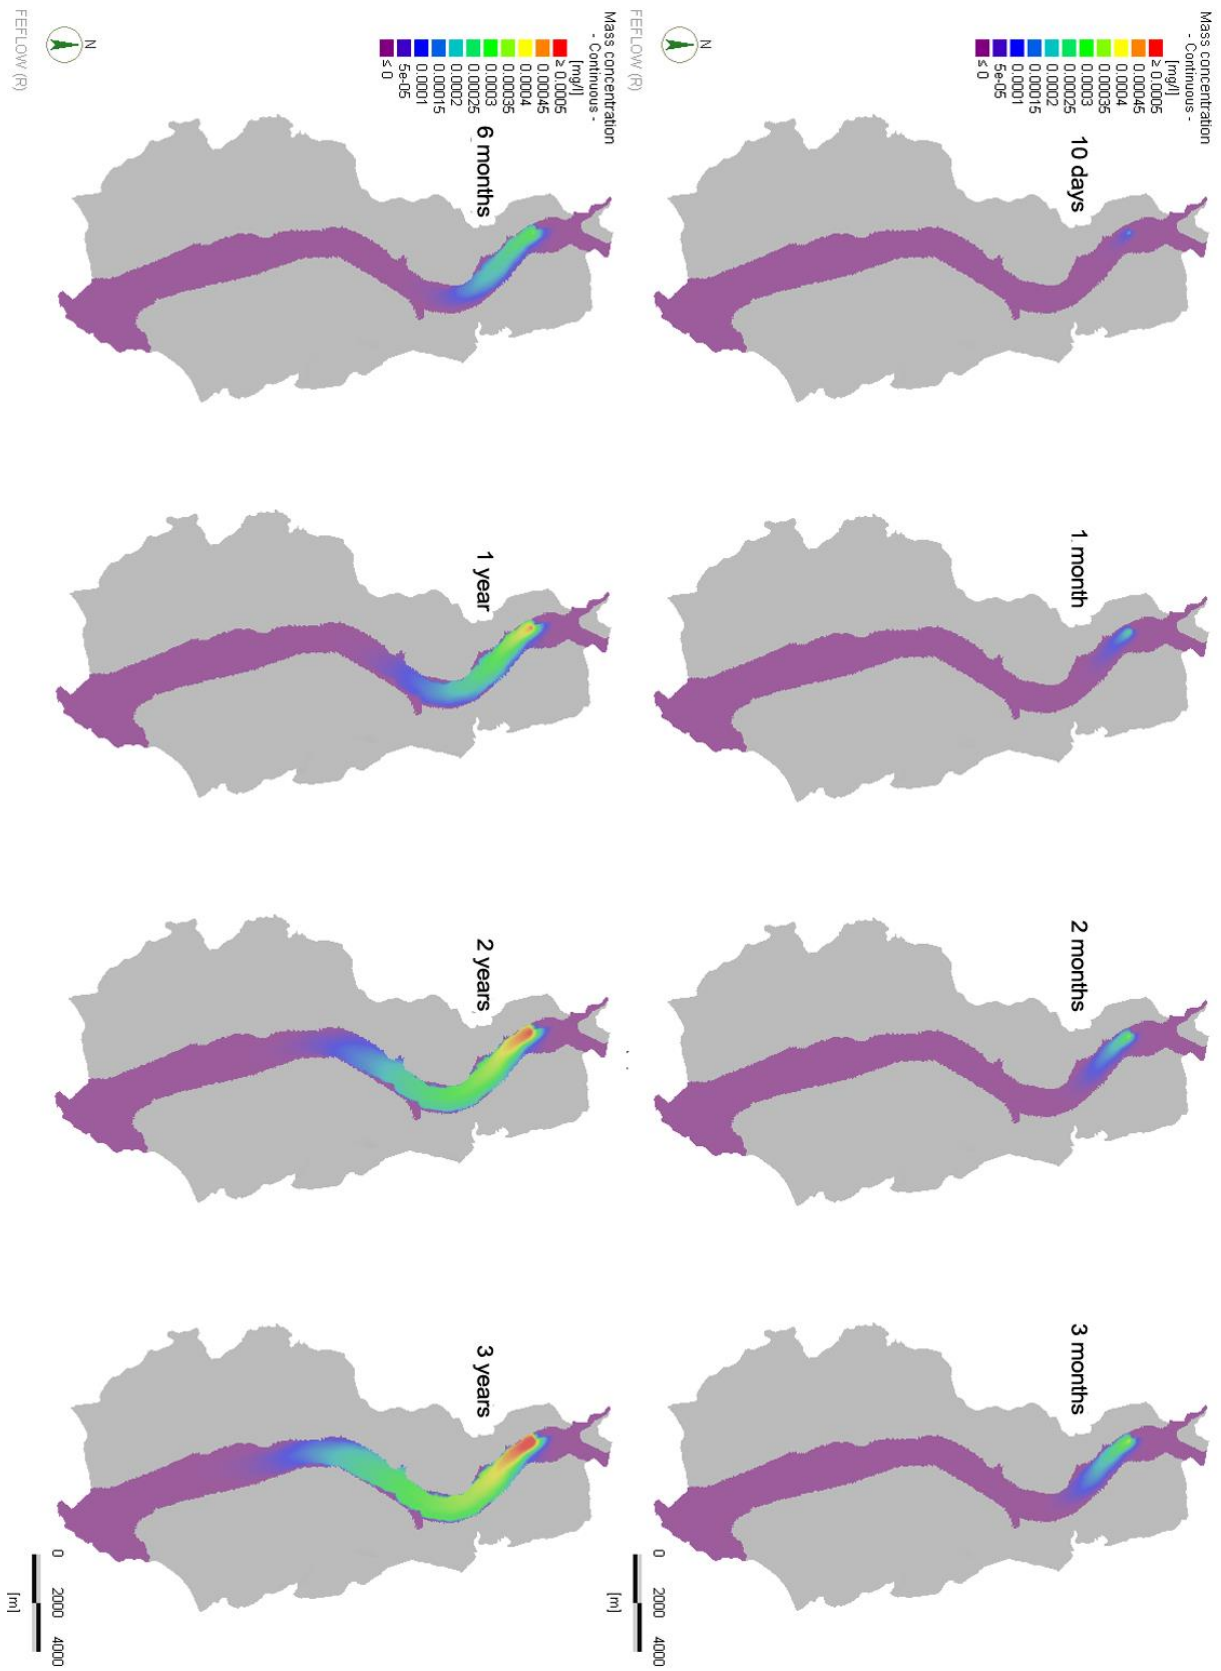 Mass concentration
- Continuous -
[mg/l]
≥ 0.0005
0.00045
0.0004
0.00035
0.0003
0.00025
0.0002
0.00015
0.0001
5e-05
≤ 0
10 days
1 month
2 months
3 months
N
FEFLOW (R)
0 2000 4000
[m]
Mass concentration
- Continuous -
[mg/l]
≥ 0.0005
0.00045
0.0004
0.00035
0.0003
0.00025
0.0002
0.00015
0.0001
5e-05
≤ 0
6 months
1 year
2 years
3 years
N
FEFLOW (R)
0 2000 4000
[m]